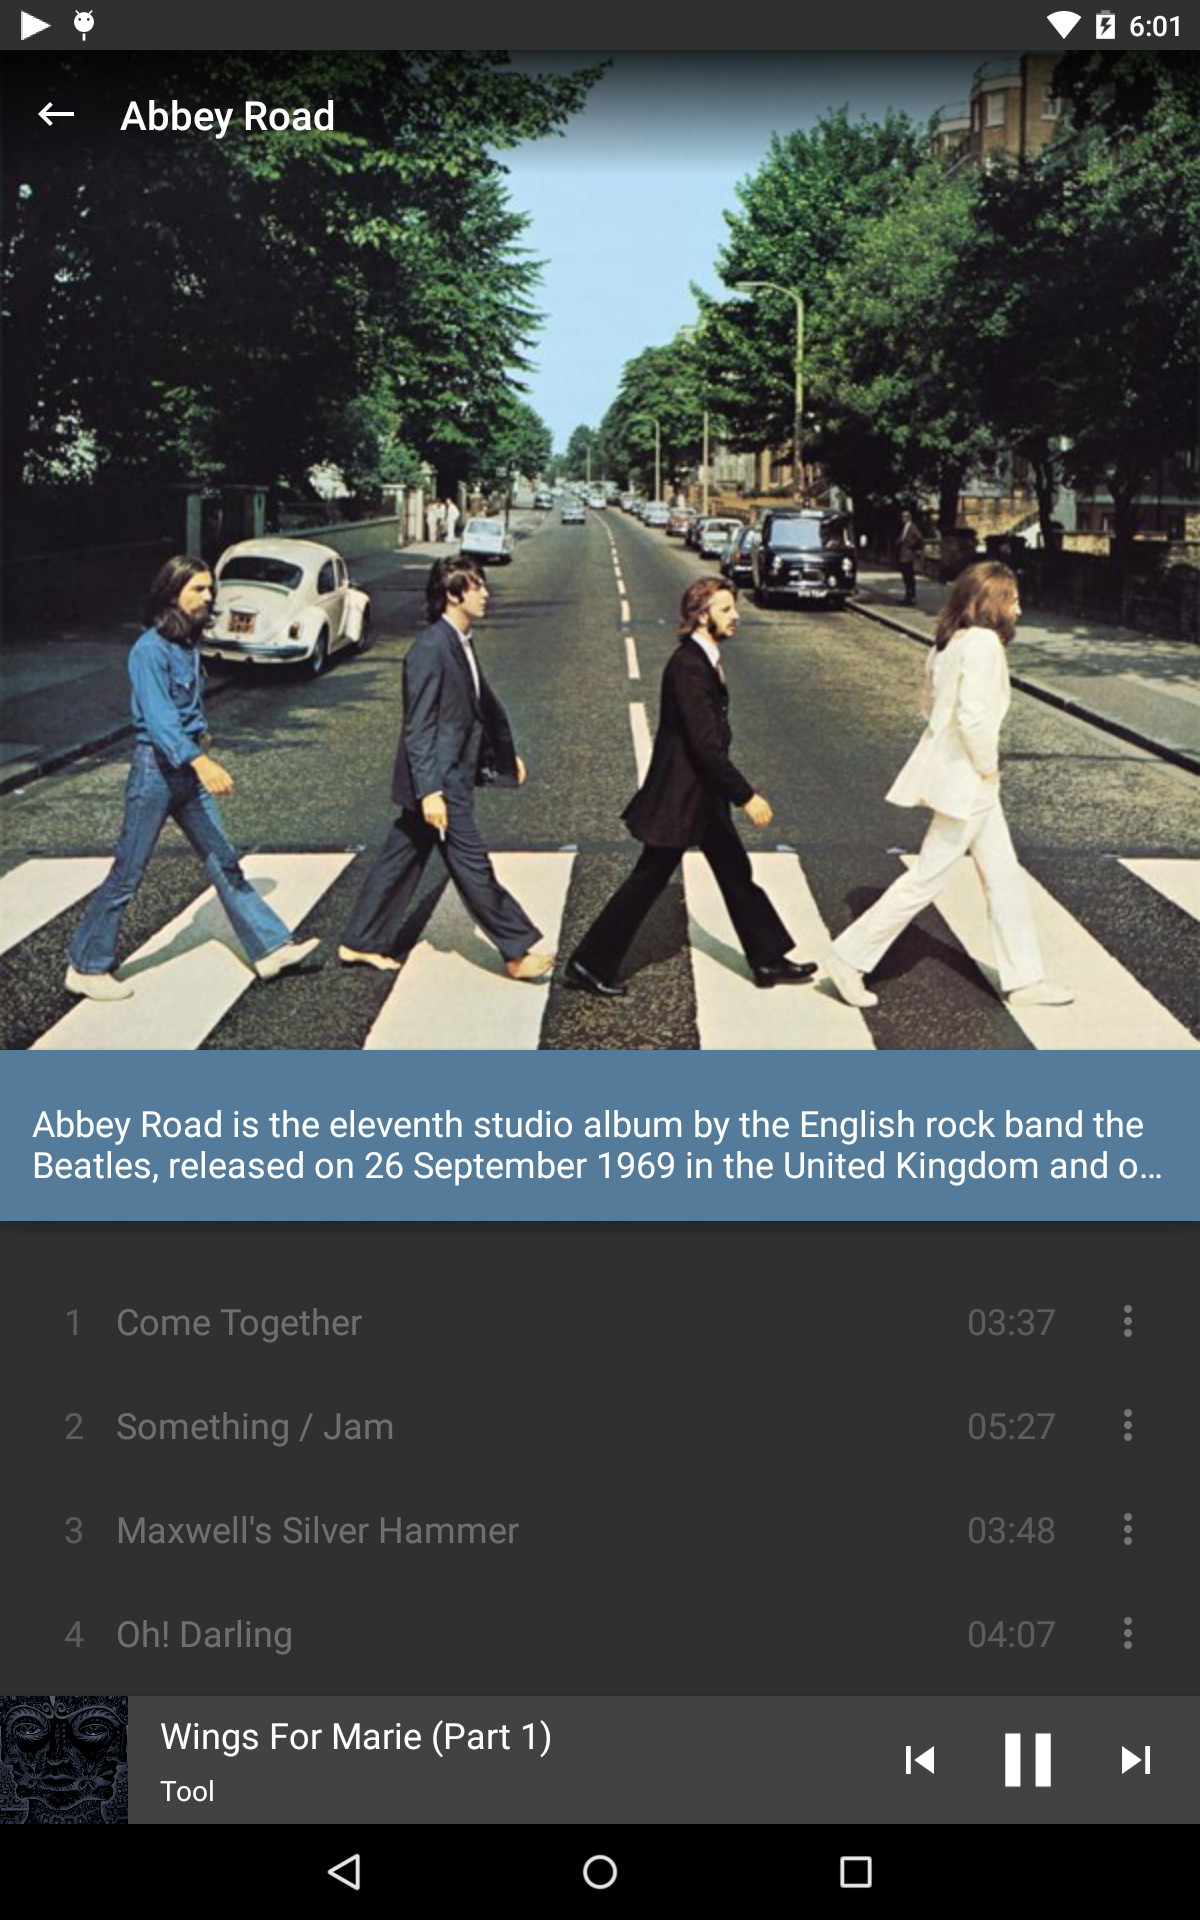 6:01
Abbey Road
Abbey Road is the eleventh studio album by the English rock band the
Beatles, released on 26 September 1969 in the United Kingdom and o...
1 Come Together 03:37
2 Something / Jam 05:27
3 Maxwell's Silver Hammer 03:48
4 Oh! Darling 04:07
Wings For Marie (Part 1)
Tool